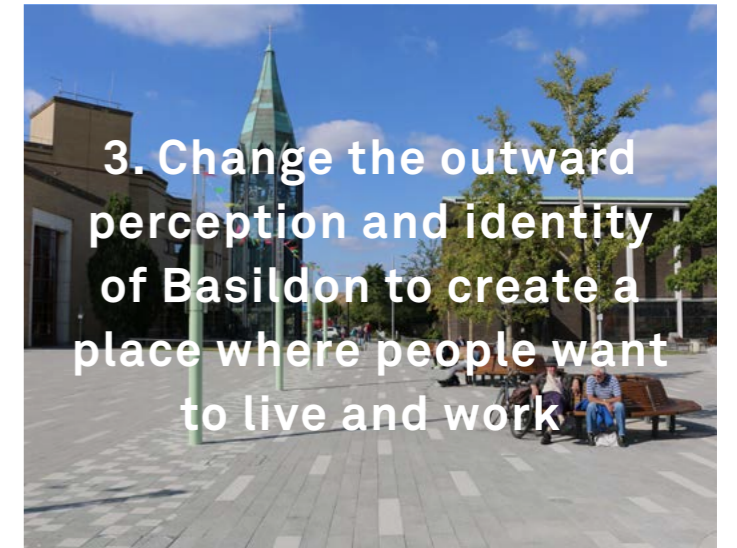 3. Change the outward
perception and identity
of Basildon to create a
place where people want
to live and work